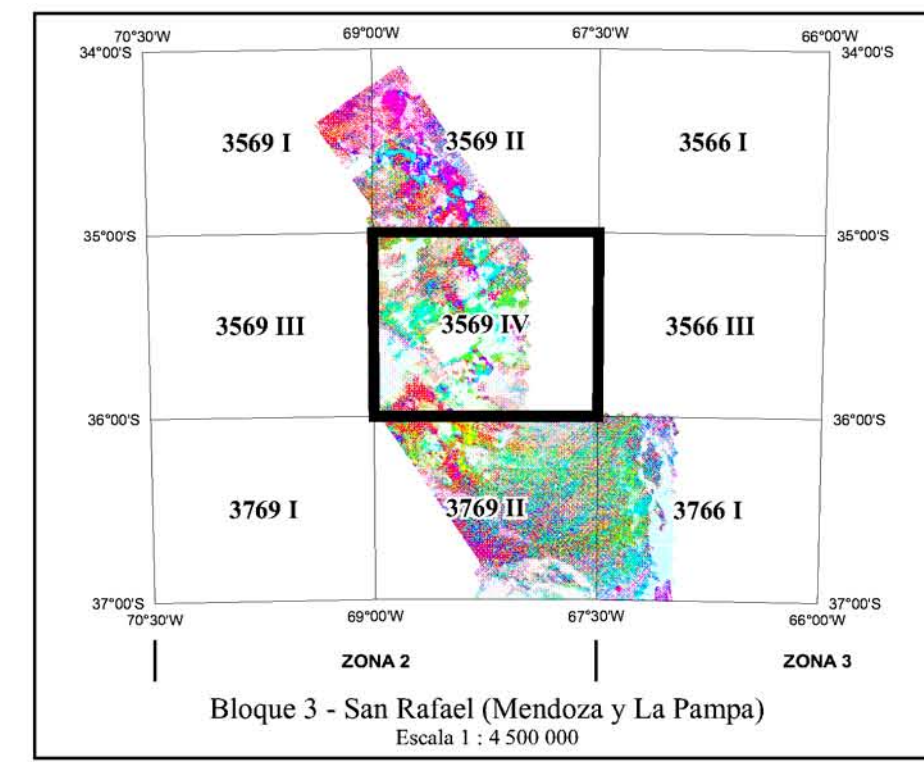 70°30'W 69°00'W 67°30'W 66°00'W
34°00'S 34°00'S
3569 I 3569 II 3566 I
35°00'S 35°00'S
3569 III 3569 IV 3566 III
36°00'S 36°00'S
3769 I 3769 II 3766 I
37°00'S 37°00'S
70°30'W 69°00'W 67°30'W 66°00'W
ZONA 2 ZONA 3
Bloque 3 - San Rafael (Mendoza y La Pampa)
Escala 1 : 4 500 000